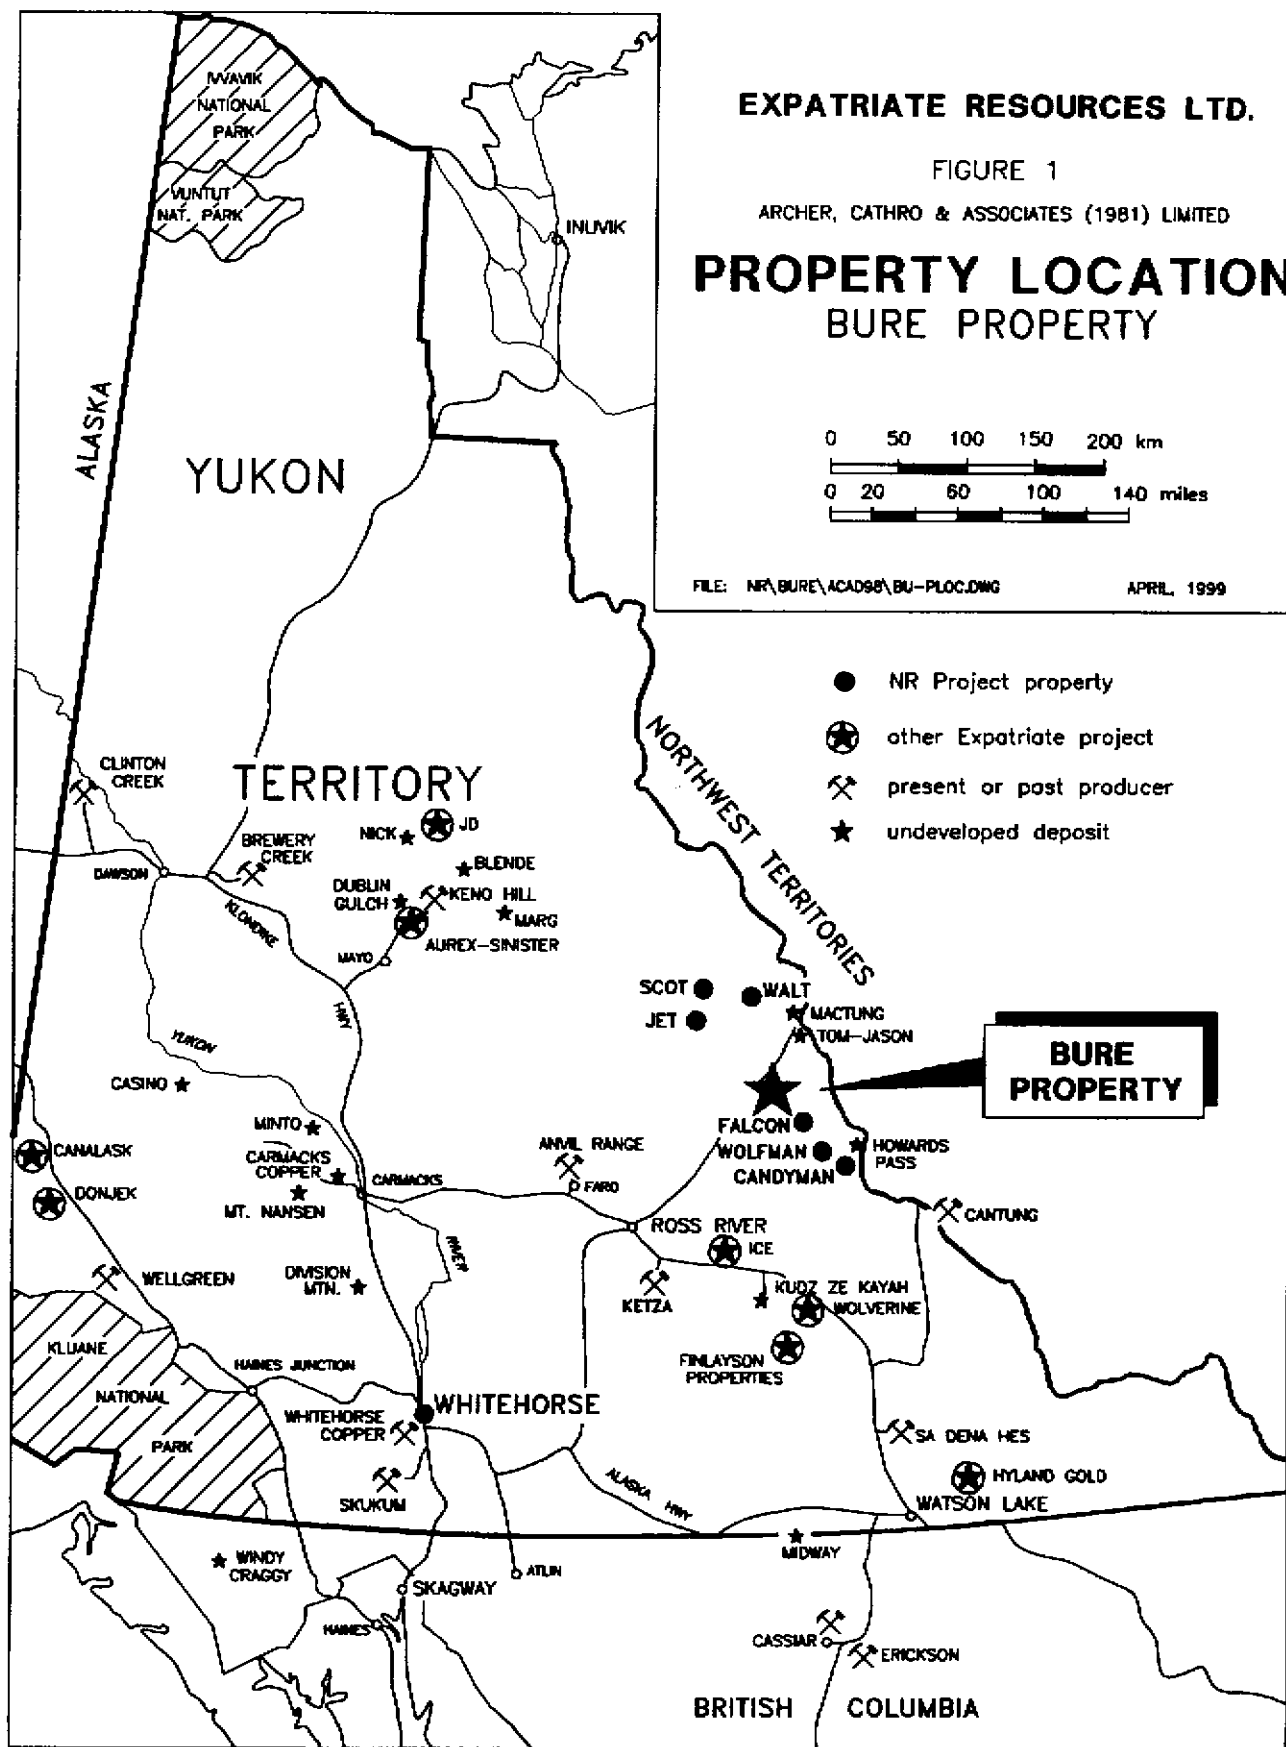 EXPATRIATE RESOURCES LTD.
FIGURE 1
ARCHER, CATHRO & ASSOCIATES (1981) LIMITED
PROPERTY LOCATION
BURE PROPERTY
0 50 100 150 200 km
0 20 60 100 140 miles
FILE: NR\BURE\ACAD98\BU-PLOC.DWG
APRIL, 1999
NR Project property
other Expatriate project
present or past producer
undeveloped deposit
IVVAVIK
NATIONAL
PARK
VUNTUT
NAT. PARK
INUVIK
ALASKA
YUKON
TERRITORY
NORTHWEST TERRITORIES
CLINTON
CREEK
DAWSON
BREWERY
CREEK
NICK
JD
BLENDE
DUBLIN
GULCH
KENO HILL
MARG
AUREX-SINISTER
MAYO
KLONDIKE
HWY
YUKON
RIVER
SCOT
WALT
JET
MACTUNG
TOM-JASON
BURE
PROPERTY
FALCON
WOLFMAN
CANDYMAN
HOWARDS
PASS
CANTUNG
CASINO
MINTO
CARMACKS
COPPER
CARMACKS
MT. NANSEN
ANVIL RANGE
FARO
ROSS RIVER
ICE
KETZA
KUDZ ZE KAYAH
WOLVERINE
FINLAYSON
PROPERTIES
CANALASK
DONJEK
WELLGREEN
DIVISION
MTN.
KLUANE
NATIONAL
PARK
HAINES JUNCTION
WHITEHORSE
WHITEHORSE
COPPER
SKUKUM
ALASKA HWY
SA DENA HES
HYLAND GOLD
WATSON LAKE
MIDWAY
WINDY
CRAGGY
ATLIN
SKAGWAY
HAINES
CASSIAR
ERICKSON
BRITISH COLUMBIA